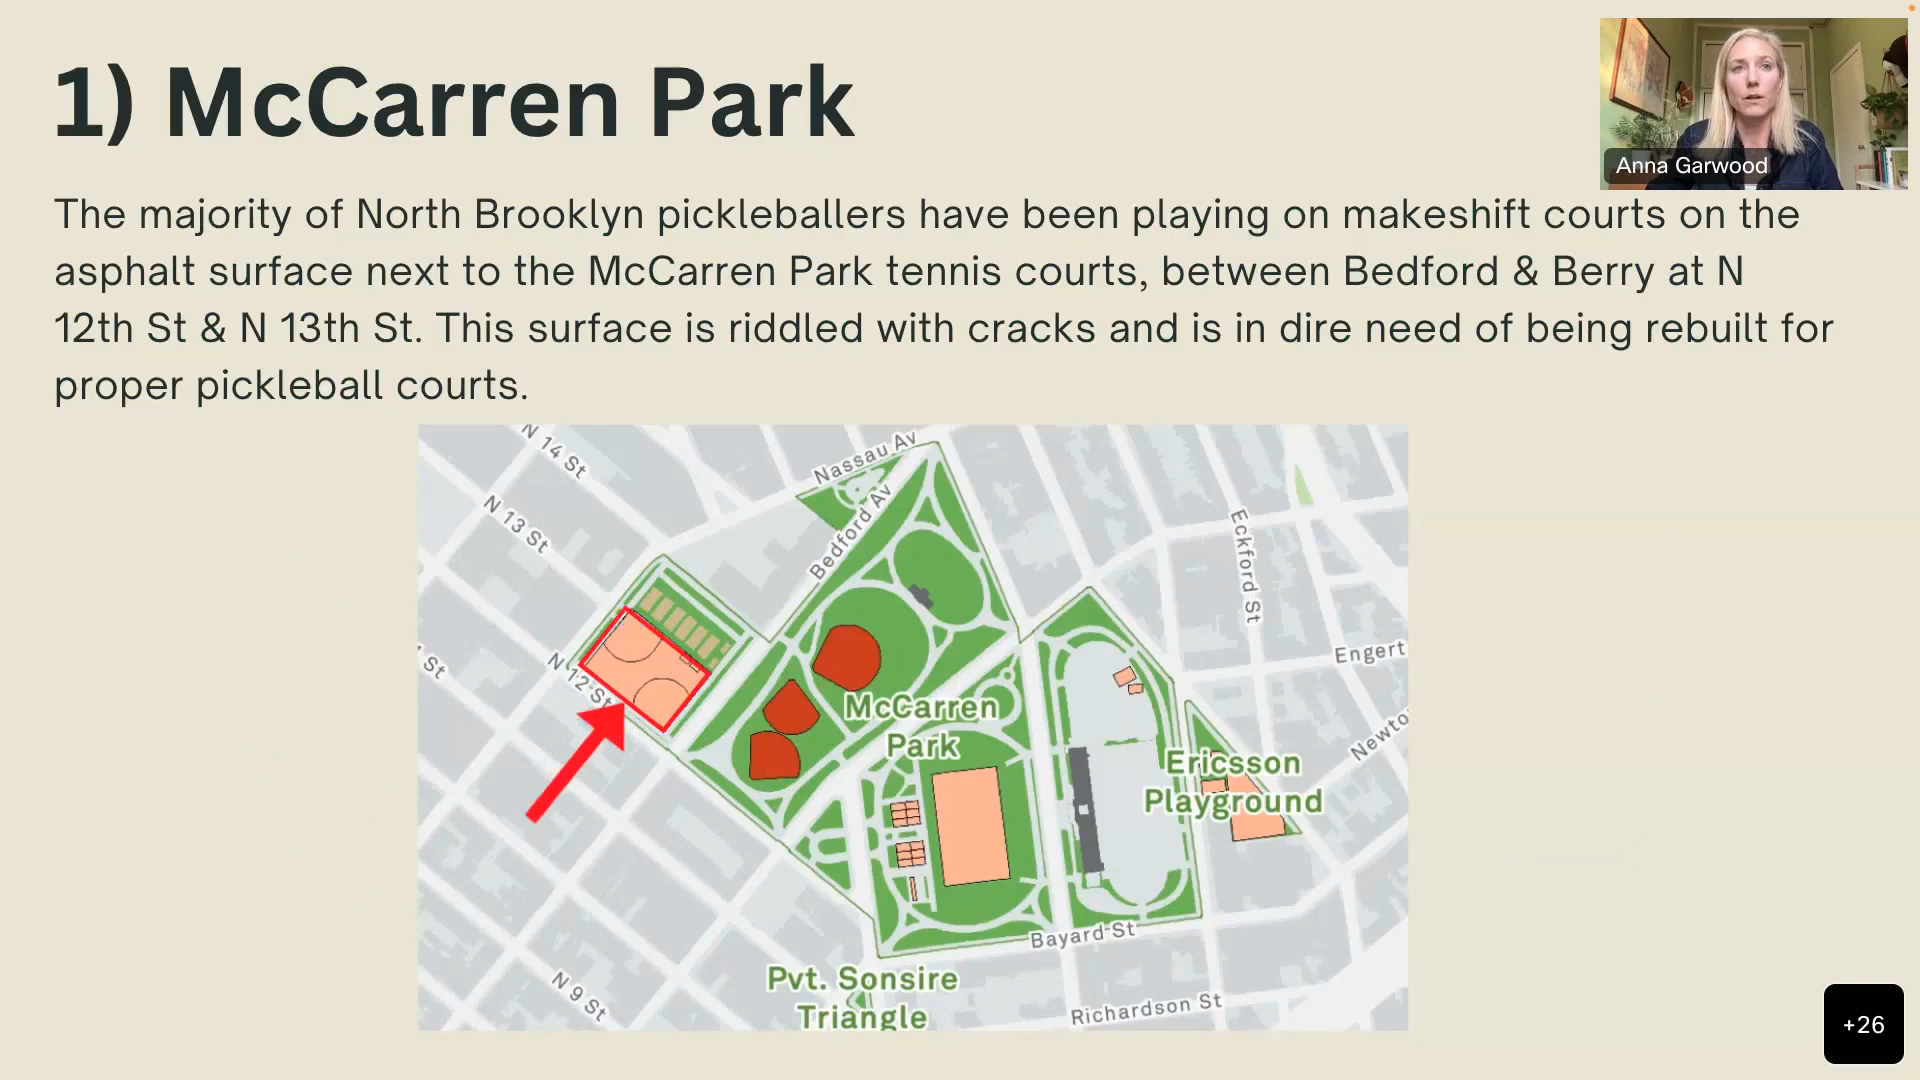 1) McCarren Park
Anna Garwood
The majority of North Brooklyn pickleballers have been playing on makeshift courts on the
asphalt surface next to the McCarren Park tennis courts, between Bedford & Berry at N
12th St & N 13th St. This surface is riddled with cracks and is in dire need of being rebuilt for
proper pickleball courts.
N 14 St
Nassau Av
N 13 St
Bedford Av
Eckford St
St
N 12 St
Engert
McCarren
Park
Newto
Ericsson
Playground
Bayard St
Pvt. Sonsire
Triangle
N 9 St
Richardson St
+26